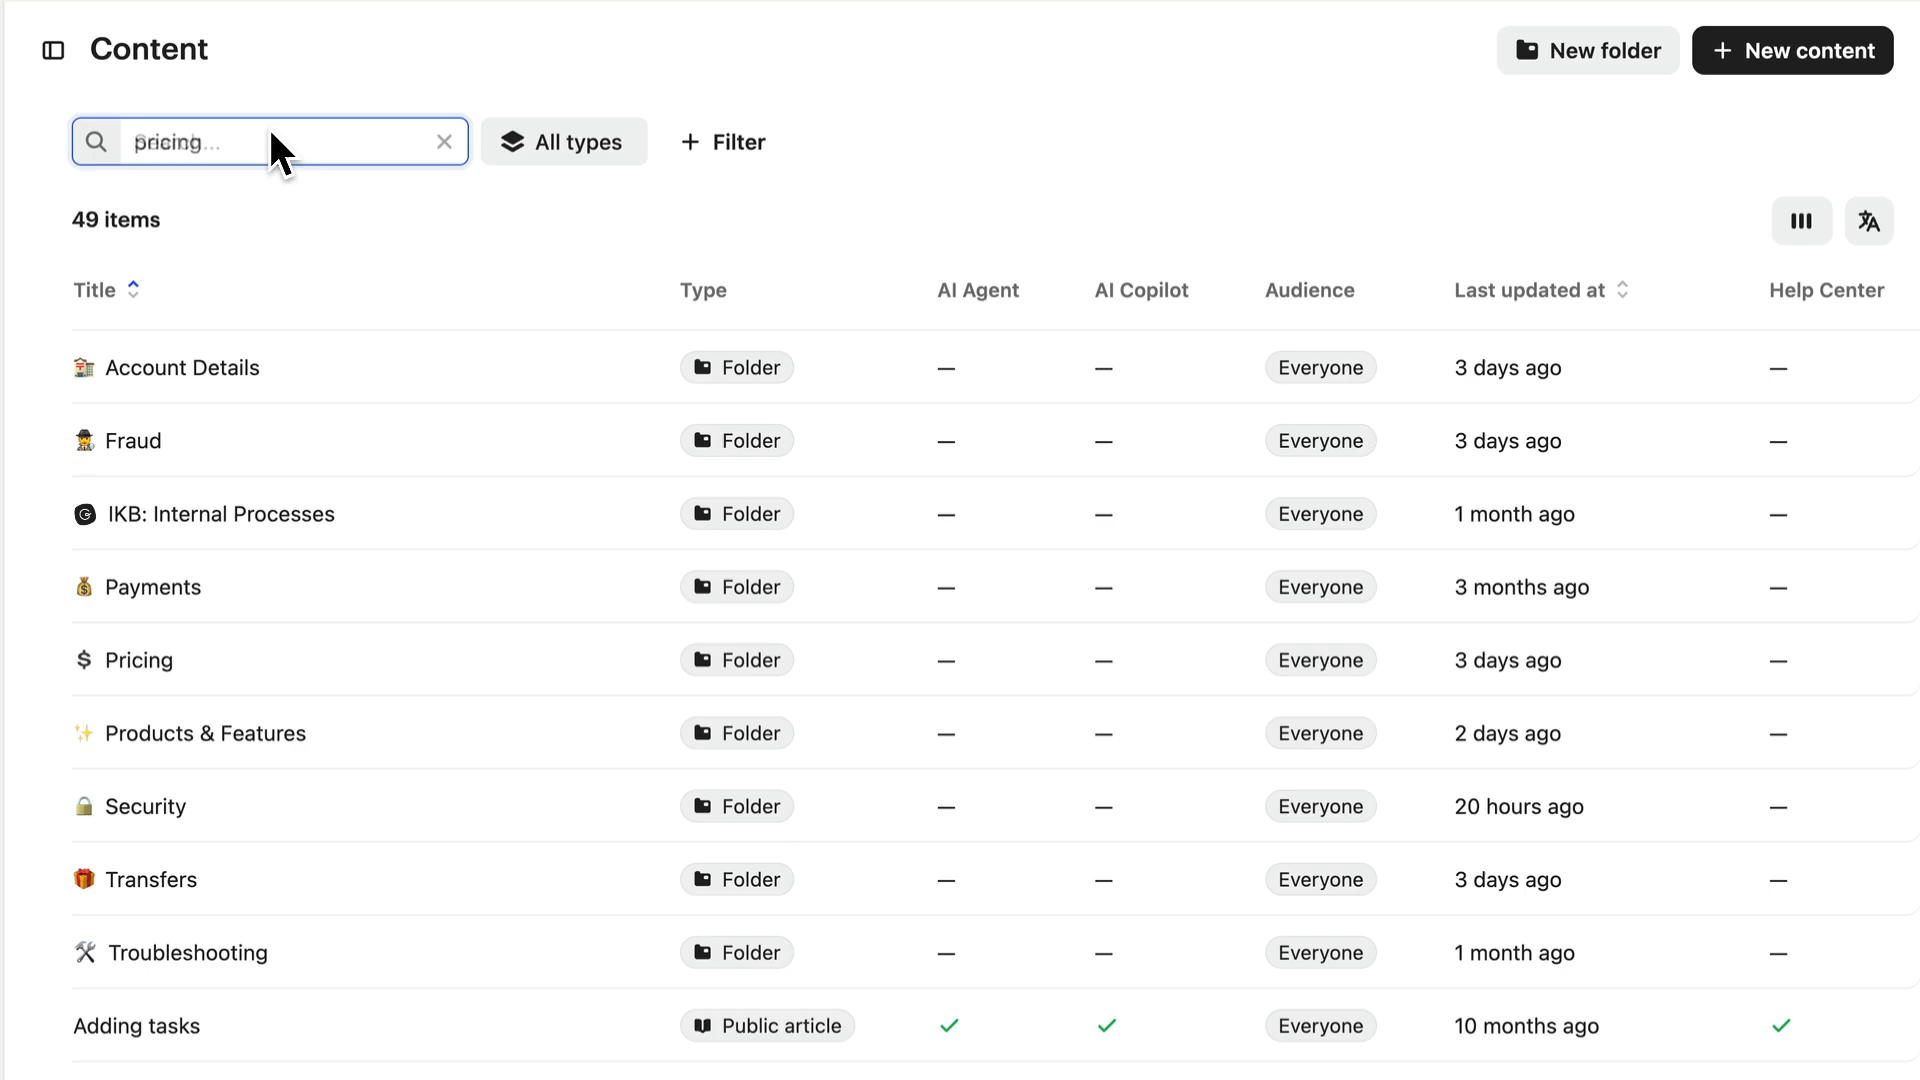 Content
New folder
+ New content
pricing
All types
+ Filter
49 items
Title Type AI Agent AI Copilot Audience Last updated at Help Center
Account Details Folder — — Everyone 3 days ago —
Fraud Folder — — Everyone 3 days ago —
IKB: Internal Processes Folder — — Everyone 1 month ago —
Payments Folder — — Everyone 3 months ago —
$ Pricing Folder — — Everyone 3 days ago —
Products & Features Folder — — Everyone 2 days ago —
Security Folder — — Everyone 20 hours ago —
Transfers Folder — — Everyone 3 days ago —
Troubleshooting Folder — — Everyone 1 month ago —
Adding tasks Public article ✓ ✓ Everyone 10 months ago ✓